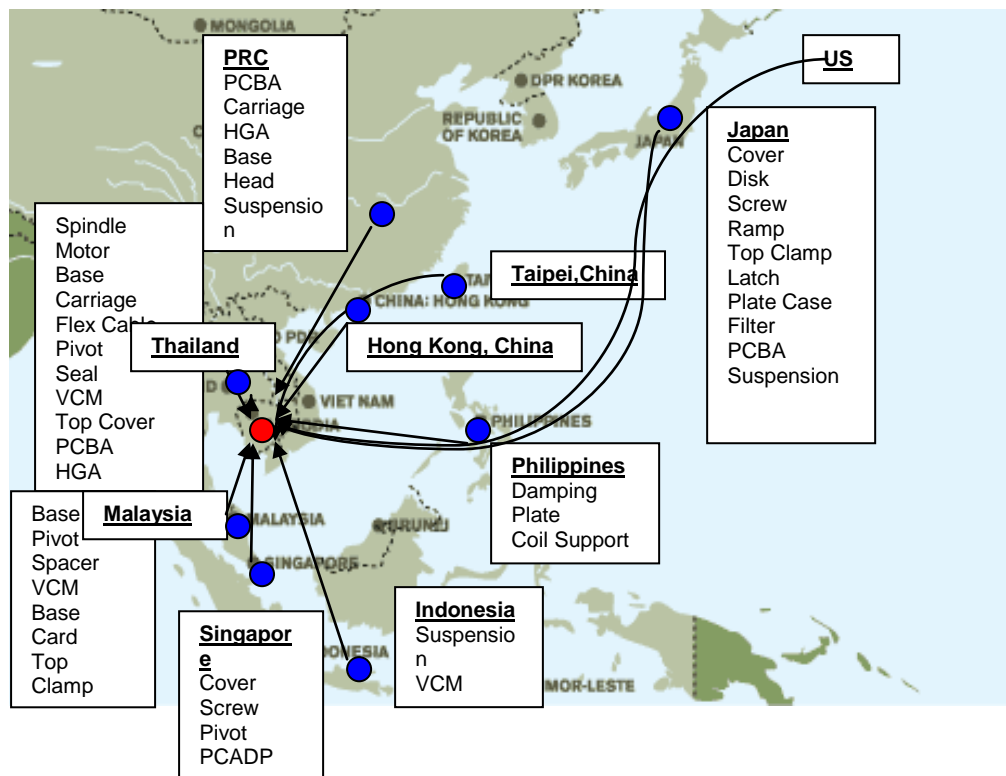 MONGOLIA
PRC
PCBA
Carriage
HGA
Base
Head
Suspensio
n
US
DPR KOREA
REPUBLIC
OF KOREA
JAPAN
Japan
Cover
Disk
Screw
Ramp
Top Clamp
Latch
Plate Case
Filter
PCBA
Suspension
Spindle
Motor
Base
Carriage
Flex Cable
Pivot
Seal
VCM
Top Cover
PCBA
HGA
Thailand
Taipei,China
CHINA: HONG KONG
Hong Kong, China
PDR
VIET NAM
PHILIPPINES
Philippines
Damping
Plate
Coil Support
Malaysia
MALAYSIA
BRUNEI
SINGAPORE
Base
Pivot
Spacer
VCM
Base
Card
Top
Clamp
Singapor
e
Cover
Screw
Pivot
PCADP
Indonesia
Suspensio
n
VCM